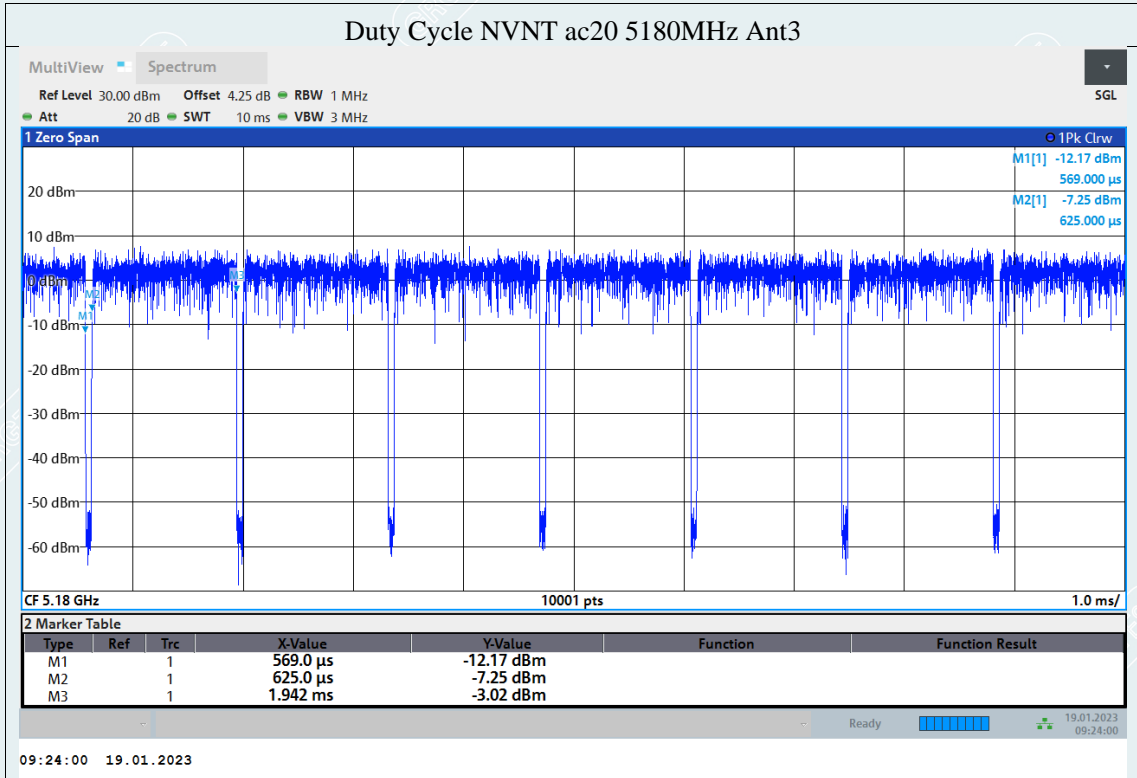 Duty Cycle NVNT ac20 5180MHz Ant3
MultiView Spectrum
Ref Level 30.00 dBm Offset 4.25 dB RBW 1 MHz SGL
Att 20 dB SWT 10 ms VBW 3 MHz
1 Zero Span 1Pk Clrw
M1[1] -12.17 dBm
569.000 µs
20 dBm
M2[1] -7.25 dBm
625.000 µs
10 dBm
M3
0 dBm
M2
M1
-10 dBm
-20 dBm
-30 dBm
-40 dBm
-50 dBm
-60 dBm
CF 5.18 GHz 10001 pts 1.0 ms/
2 Marker Table
Type Ref Trc X-Value Y-Value Function Function Result
M1 1 569.0 µs -12.17 dBm
M2 1 625.0 µs -7.25 dBm
M3 1 1.942 ms -3.02 dBm
Ready 19.01.2023
09:24:00
09:24:00 19.01.2023